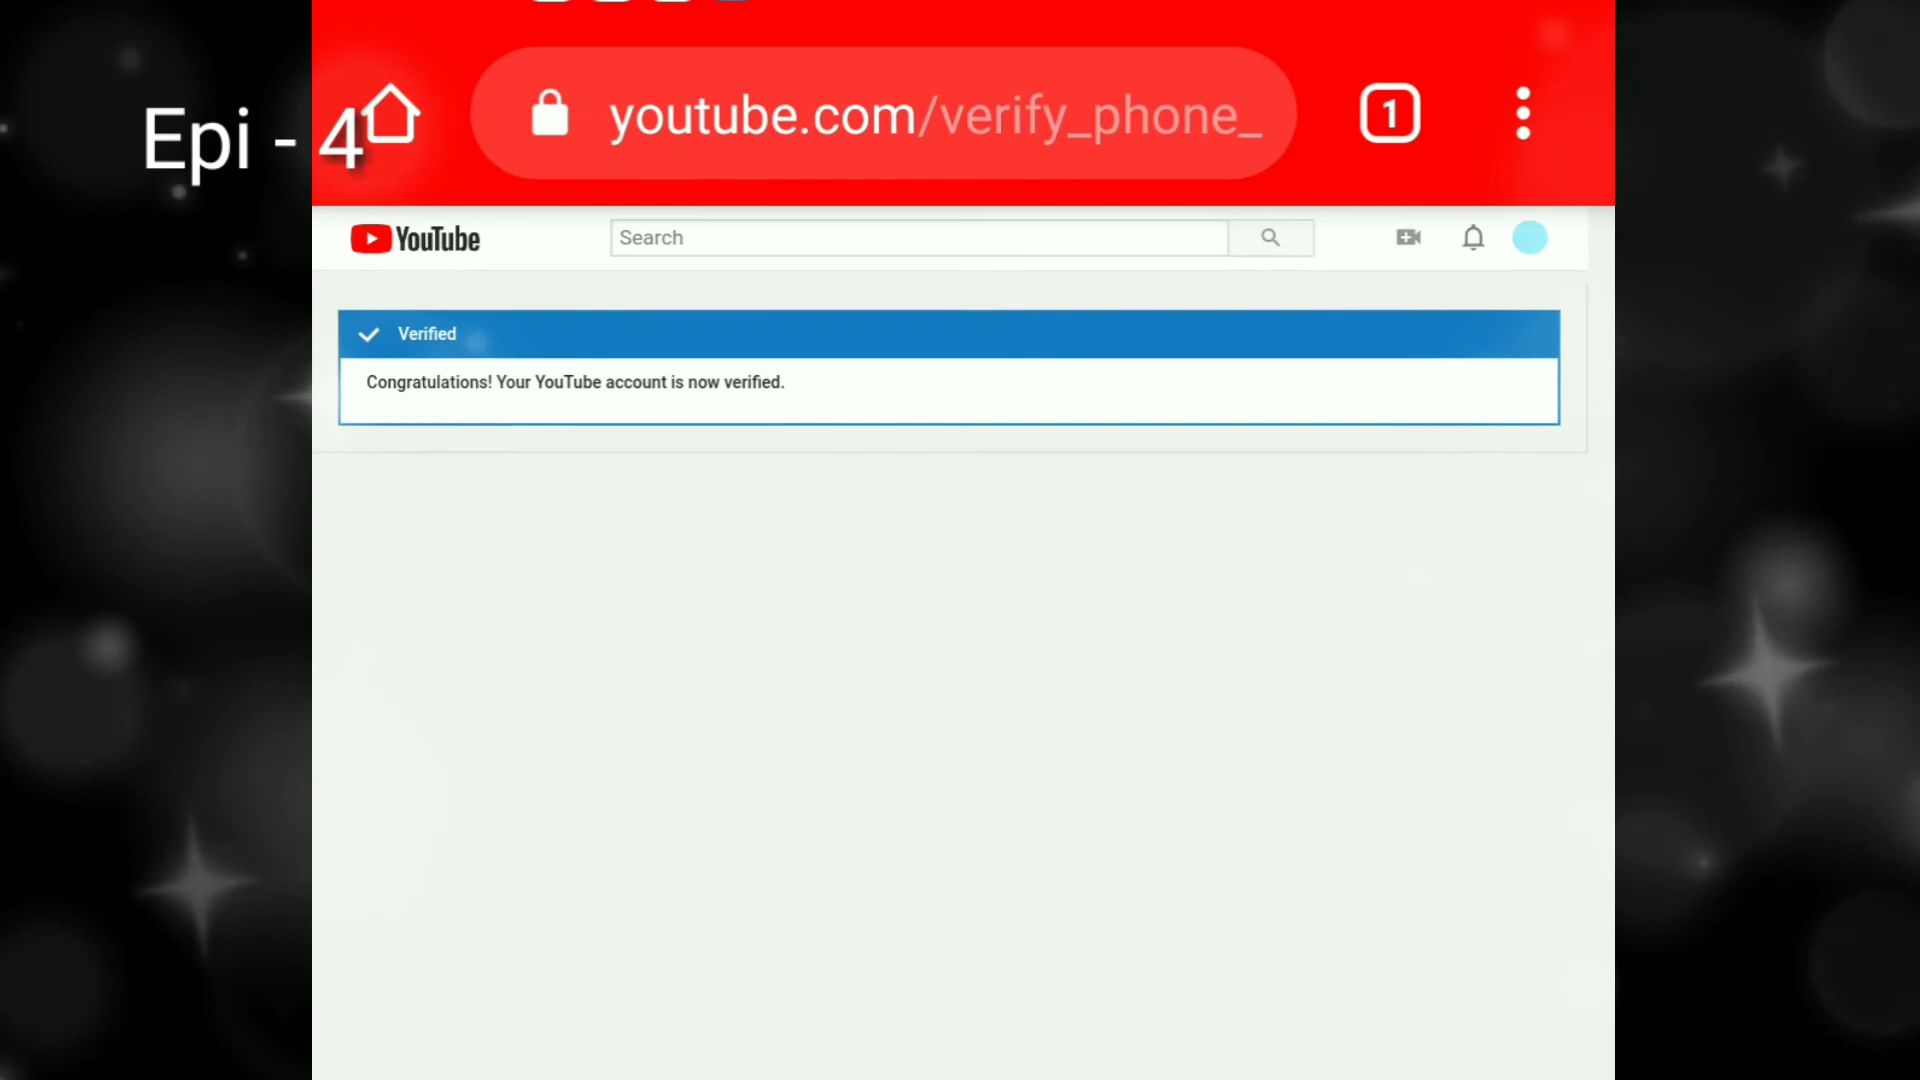 Epi - 4
youtube.com/verify_phone_
1
YouTube
Search
Verified
Congratulations! Your YouTube account is now verified.